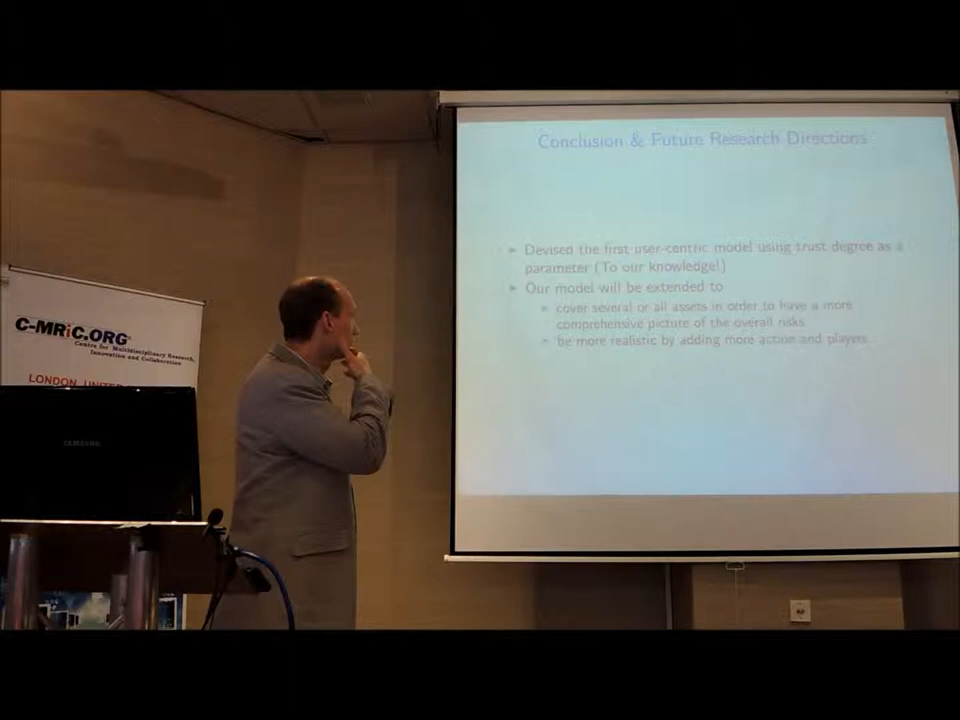 Conclusion & Future Research Directions
Devised the first user-centric model using trust degree as a
parameter (To our knowledge!)
Our model will be extended to
cover several or all assets in order to have a more
comprehensive picture of the overall risks
be more realistic by adding more action and players.
C-MRiC.ORG
Centre for Multidisciplinary Research,
Innovation and Collaboration
LONDON
SAMSUNG